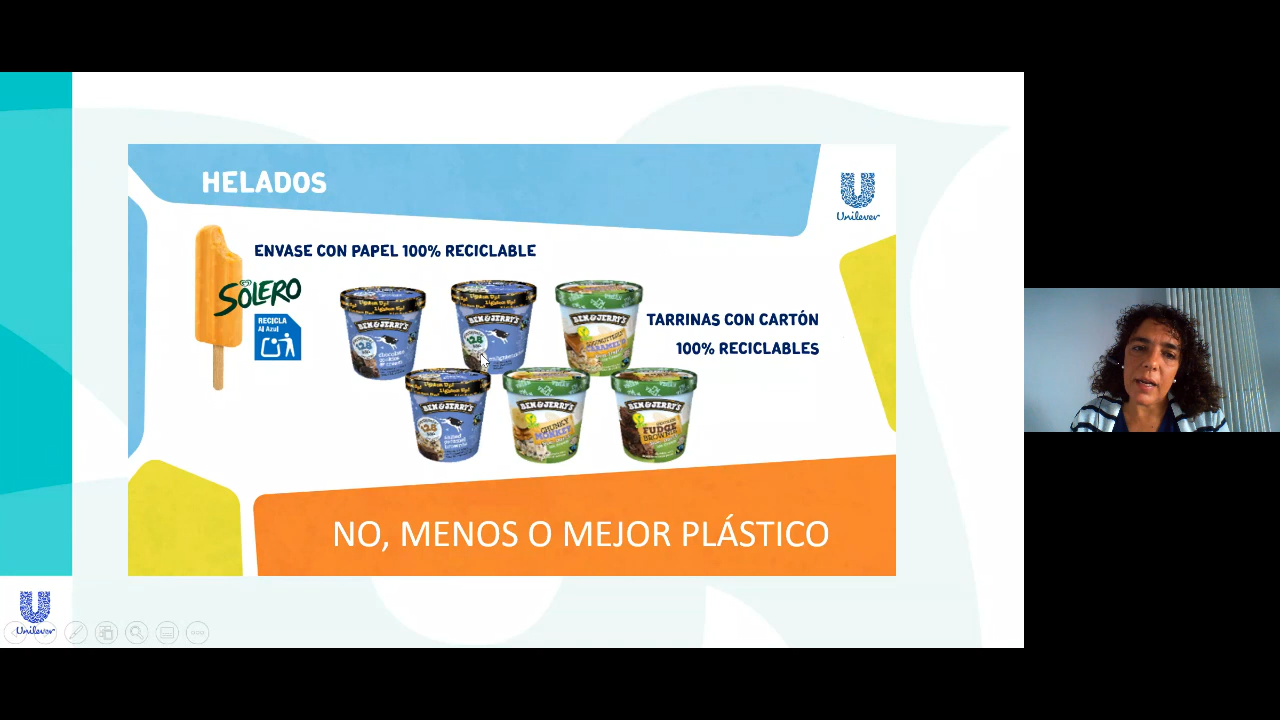 HELADOS
Unilever
ENVASE CON PAPEL 100% RECICLABLE
SOLERO
RECICLA
Al Azul
TARRINAS CON CARTÓN
100% RECICLABLES
BEN & JERRY'S
BEN & JERRY'S
BEN & JERRY'S
BEN & JERRY'S
BEN & JERRY'S
CHUNKY
MONKEY
BEN & JERRY'S
FUDGE
BROWNIE
NO, MENOS O MEJOR PLÁSTICO
Unilever